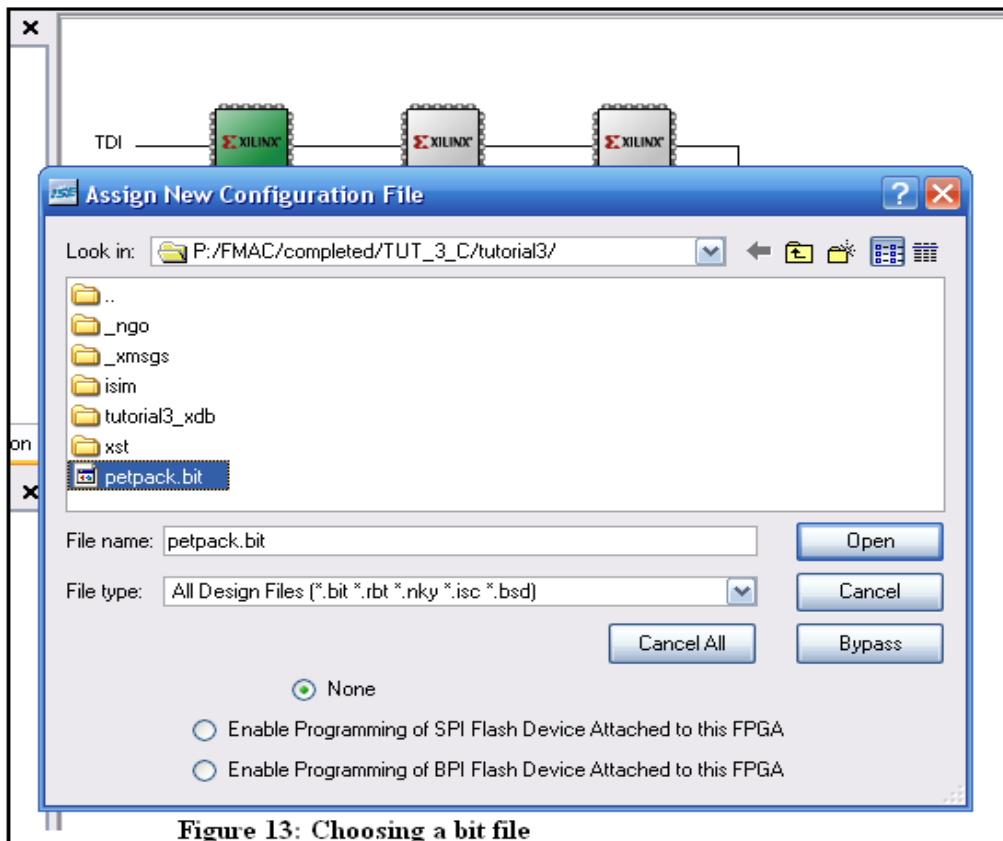 TDI
XILINX
XILINX
XILINX
ISE Assign New Configuration File
Look in: P:/FMAC/completed/TUT_3_C/tutorial3/
..
_ngo
_xmsgs
isim
tutorial3_xdb
on
xst
petpack.bit
File name: petpack.bit
Open
File type: All Design Files (*.bit *.rbt *.nky *.isc *.bsd)
Cancel
Cancel All
Bypass
None
Enable Programming of SPI Flash Device Attached to this FPGA
Enable Programming of BPI Flash Device Attached to this FPGA
Figure 13: Choosing a bit file